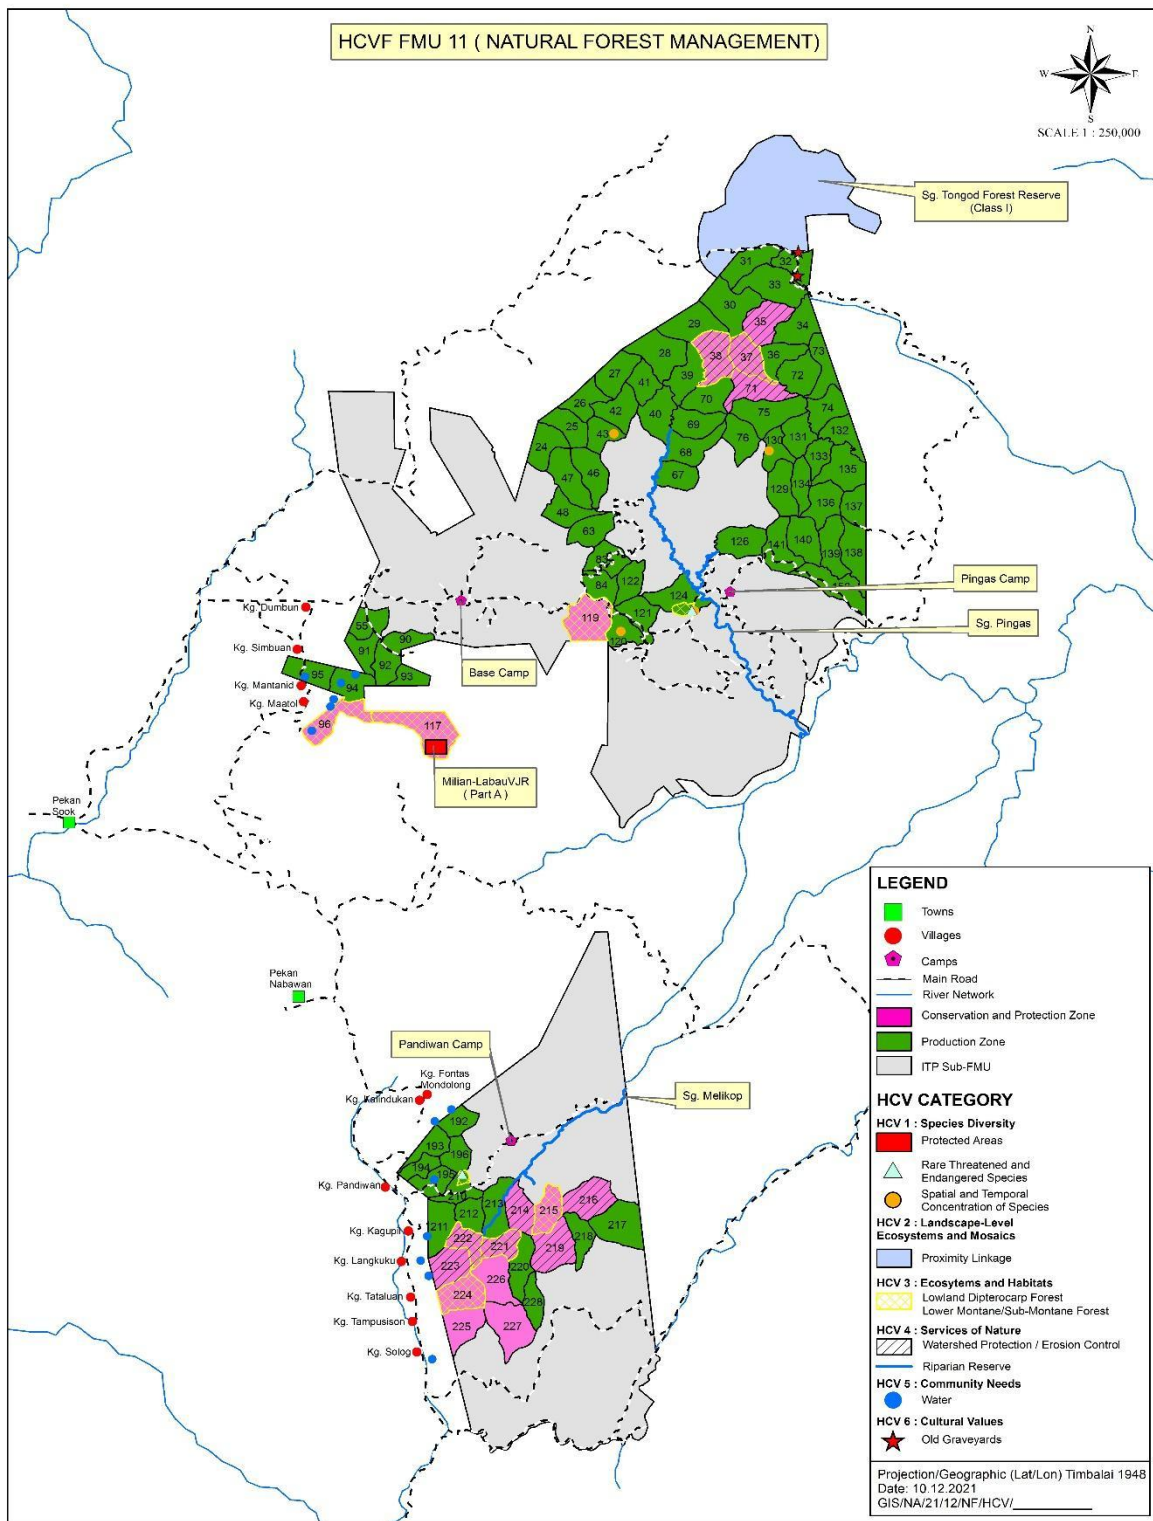 HCVF FMU 11 ( NATURAL FOREST MANAGEMENT)
N
W
E
S
SCALE 1 : 250,000
Sg. Tongod Forest Reserve
(Class I)
31
32
33
30
35
29
34
38
37
36
73
28
39
72
27
41
71
26
42
40
70
75
74
25
43
69
132
24
76
130
131
68
133
46
67
135
47
129
134
136
137
48
63
126
141
140
139
138
83
84
122
124
Pingas Camp
119
121
Sg. Pingas
120
Kg. Dumbun
55
90
Kg. Simbuan
91
92
Base Camp
95
93
Kg. Mantanid
94
Kg. Maatol
96
117
Milian-LabauVJR
( Part A )
Pekan
Sook
Pekan
Nabawan
Pandiwan Camp
Kg. Fontas
Mondolong
Kg. Kalindukan
Sg. Melikop
192
193
196
194
195
Kg. Pandiwan
210
213
212
214
215
216
211
217
Kg. Kagupi
222
221
219
218
Kg. Langkuku
223
220
226
Kg. Tataluan
224
228
Kg. Tampusison
225
227
Kg. Solog
LEGEND
Towns
Villages
Camps
Main Road
River Network
Conservation and Protection Zone
Production Zone
ITP Sub-FMU
HCV CATEGORY
HCV 1 : Species Diversity
Protected Areas
Rare Threatened and
Endangered Species
Spatial and Temporal
Concentration of Species
HCV 2 : Landscape-Level
Ecosystems and Mosaics
Proximity Linkage
HCV 3 : Ecosytems and Habitats
Lowland Dipterocarp Forest
Lower Montane/Sub-Montane Forest
HCV 4 : Services of Nature
Watershed Protection / Erosion Control
Riparian Reserve
HCV 5 : Community Needs
Water
HCV 6 : Cultural Values
Old Graveyards
Projection/Geographic (Lat/Lon) Timbalai 1948
Date: 10.12.2021
GIS/NA/21/12/NF/HCV/____________